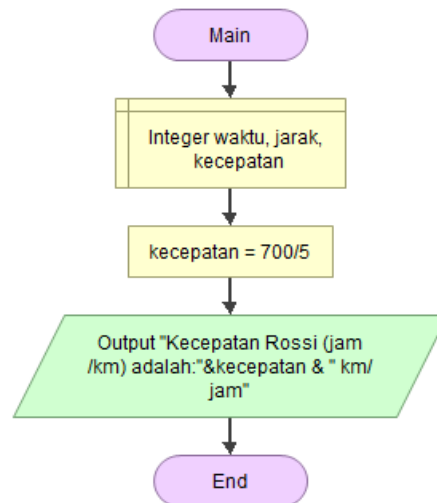 Main
Integer waktu, jarak,
kecepatan
kecepatan = 700/5
Output "Kecepatan Rossi (jam
/km) adalah:"&kecepatan & " km/
jam"
End